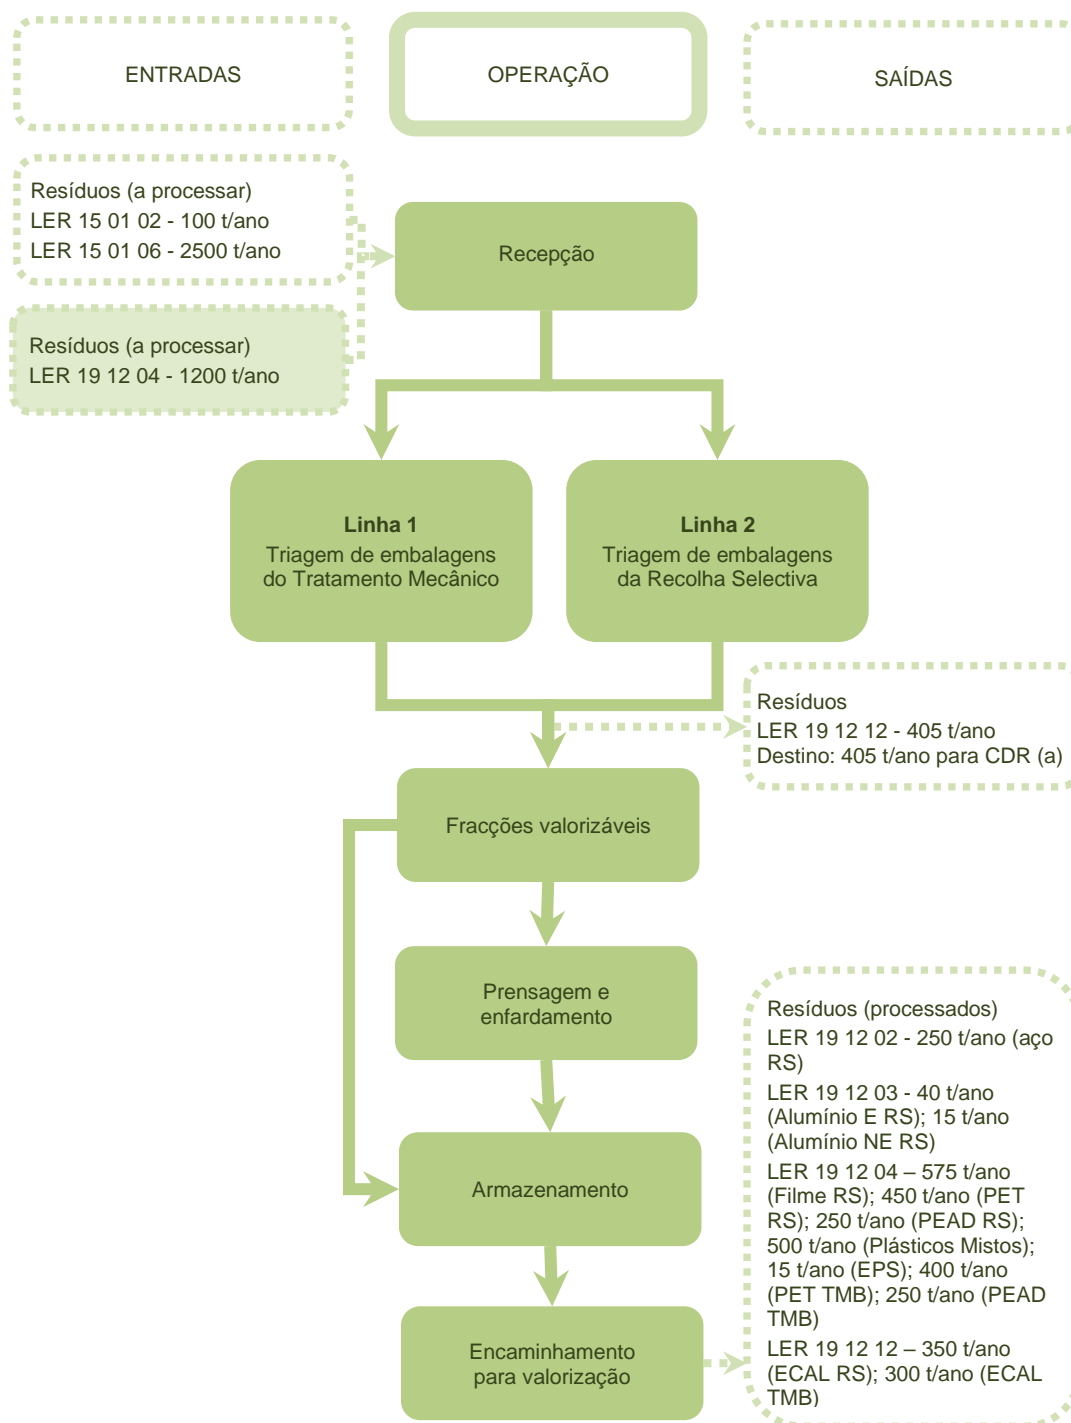 ENTRADAS
OPERAÇÃO
SAÍDAS
Resíduos (a processar)
LER 15 01 02 - 100 t/ano
LER 15 01 06 - 2500 t/ano
Recepção
Resíduos (a processar)
LER 19 12 04 - 1200 t/ano
Linha 1
Triagem de embalagens
do Tratamento Mecânico
Linha 2
Triagem de embalagens
da Recolha Selectiva
Resíduos
LER 19 12 12 - 405 t/ano
Destino: 405 t/ano para CDR (a)
Fracções valorizáveis
Prensagem e
enfardamento
Armazenamento
Encaminhamento
para valorização
Resíduos (processados)
LER 19 12 02 - 250 t/ano (aço
RS)
LER 19 12 03 - 40 t/ano
(Alumínio E RS); 15 t/ano
(Alumínio NE RS)
LER 19 12 04 – 575 t/ano
(Filme RS); 450 t/ano (PET
RS); 250 t/ano (PEAD RS);
500 t/ano (Plásticos Mistos);
15 t/ano (EPS); 400 t/ano
(PET TMB); 250 t/ano (PEAD
TMB)
LER 19 12 12 – 350 t/ano
(ECAL RS); 300 t/ano (ECAL
TMB)